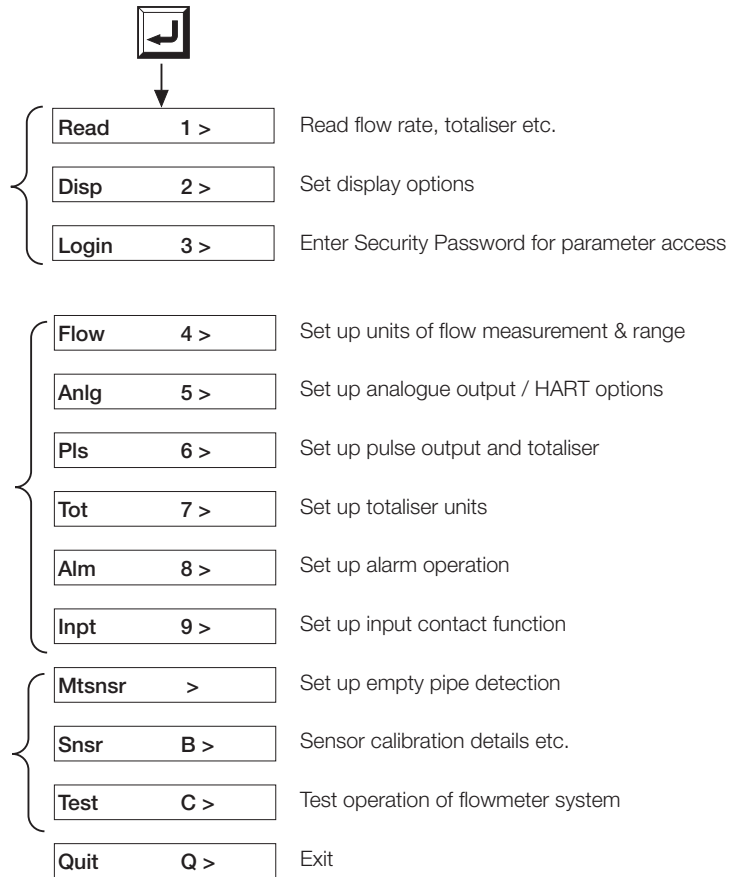 Read 1 > Read flow rate, totaliser etc.
Disp 2 > Set display options
Login 3 > Enter Security Password for parameter access
Flow 4 > Set up units of flow measurement & range
Anlg 5 > Set up analogue output / HART options
Pls 6 > Set up pulse output and totaliser
Tot 7 > Set up totaliser units
Alm 8 > Set up alarm operation
Inpt 9 > Set up input contact function
Mtsnsr > Set up empty pipe detection
Snsr B > Sensor calibration details etc.
Test C > Test operation of flowmeter system
Quit Q > Exit